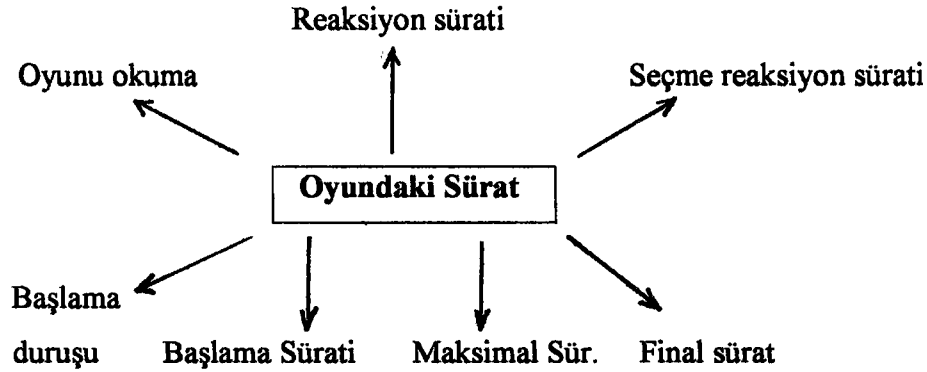 Reaksiyon sürati
Oyunu okuma
Seçme reaksiyon sürati
Oyundaki Sürat
Başlama
duruşu
Başlama Sürati
Maksimal Sür.
Final sürat